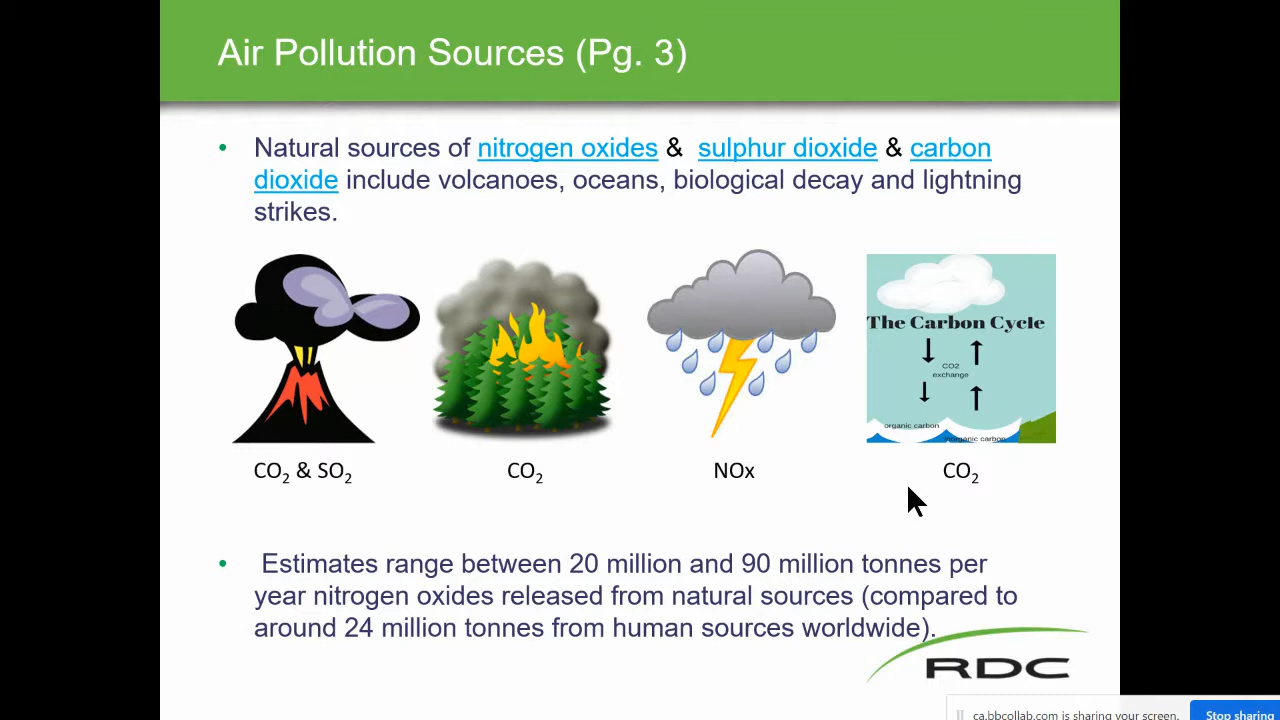 Air Pollution Sources (Pg. 3)
• Natural sources of nitrogen oxides & sulphur dioxide & carbon
dioxide include volcanoes, oceans, biological decay and lightning
strikes.
The Carbon Cycle
CO2
exchange
organic carbon
inorganic carbon
CO₂ & SO₂
CO₂
NOx
CO₂
• Estimates range between 20 million and 90 million tonnes per
year nitrogen oxides released from natural sources (compared to
around 24 million tonnes from human sources worldwide).
RDC
ca.bbcollab.com is sharing your screen.
Stop sharing